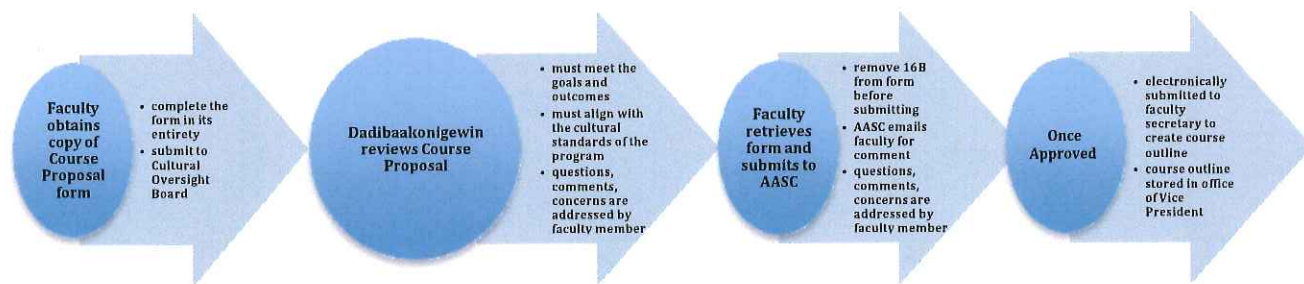 Faculty
obtains
copy of
Course
Proposal
form
• complete the
form in its
entirety
• submit to
Cultural
Oversight
Board
Dadibaakonigewin
reviews Course
Proposal
• must meet the
goals and
outcomes
• must align with
the cultural
standards of the
program
• questions,
comments,
concerns are
addressed by
faculty member
Faculty
retrieves
form and
submits to
AASC
• remove 16B
from form
before
submitting
• AASC emails
faculty for
comment
• questions,
comments,
concerns are
addressed by
faculty member
Once
Approved
• electronically
submitted to
faculty
secretary to
create course
outline
• course outline
stored in office
of Vice
President